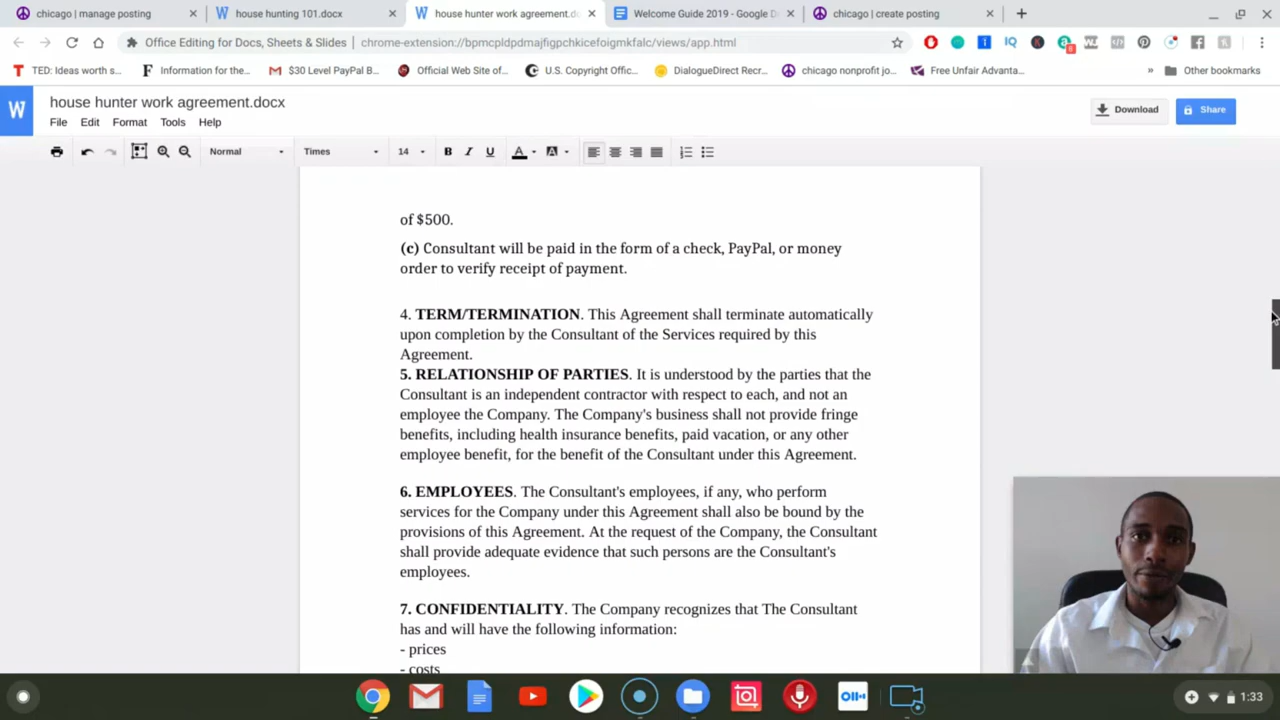 chicago | manage posting
house hunting 101.docx
house hunter work agreement.do
Welcome Guide 2019 - Google D
chicago | create posting
Office Editing for Docs, Sheets & Slides
chrome-extension://bpmcpldpdmajfigpchkicefoigmkfalc/views/app.html
TED: Ideas worth s...
Information for the...
$30 Level PayPal B...
Official Web Site of...
U.S. Copyright Offic...
DialogueDirect Recr...
chicago nonprofit jo...
Free Unfair Advanta...
Other bookmarks
W
house hunter work agreement.docx
File Edit Format Tools Help
Download
Share
Normal
Times
14
B I U A A
of $500.
(c) Consultant will be paid in the form of a check, PayPal, or money
order to verify receipt of payment.
4. TERM/TERMINATION. This Agreement shall terminate automatically
upon completion by the Consultant of the Services required by this
Agreement.
5. RELATIONSHIP OF PARTIES. It is understood by the parties that the
Consultant is an independent contractor with respect to each, and not an
employee the Company. The Company's business shall not provide fringe
benefits, including health insurance benefits, paid vacation, or any other
employee benefit, for the benefit of the Consultant under this Agreement.
6. EMPLOYEES. The Consultant's employees, if any, who perform
services for the Company under this Agreement shall also be bound by the
provisions of this Agreement. At the request of the Company, the Consultant
shall provide adequate evidence that such persons are the Consultant's
employees.
7. CONFIDENTIALITY. The Company recognizes that The Consultant
has and will have the following information:
- prices
- costs
1:33